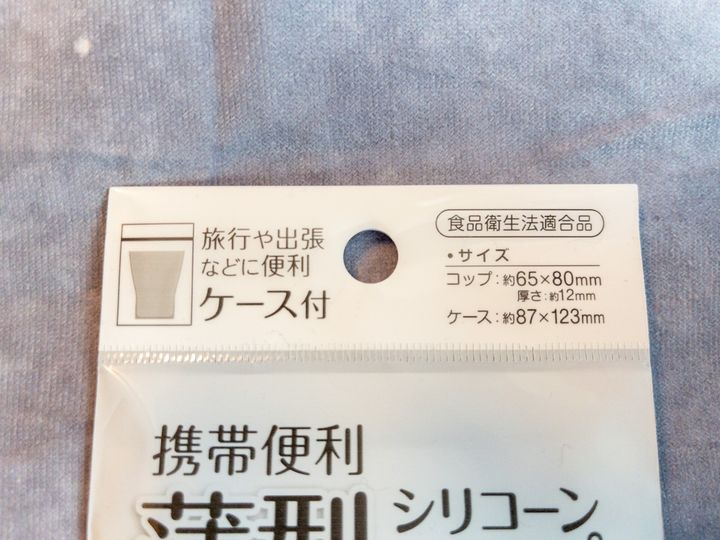 旅行や出張
などに便利
ケース付
食品衛生法適合品
・サイズ
コップ：約65×80mm
厚さ：約12mm
ケース：約87×123mm
携帯便利
薄型
シリコーン